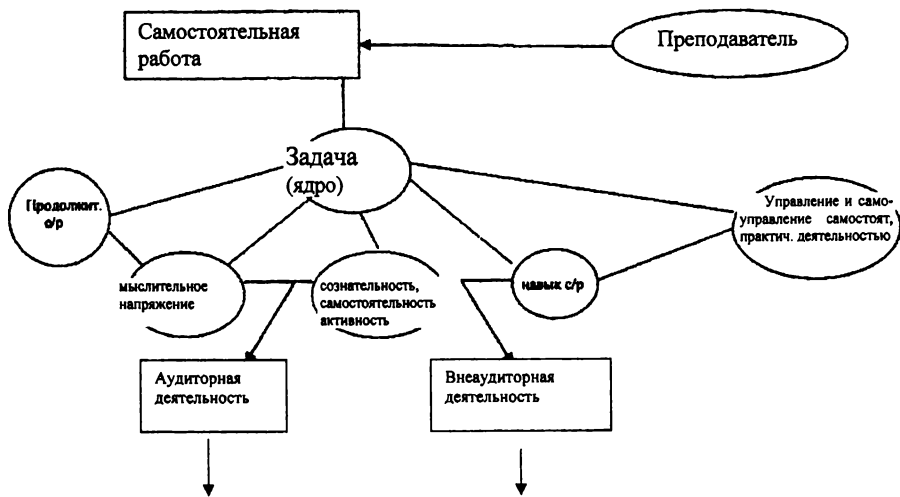 Самостоятельная
работа
Преподаватель
Задача
(ядро)
Продолжит.
с/р
Управление и само-
управление самостоят,
практич. деятельностью
мыслительное
напряжение
сознательность,
самостоятельность
активность
навык с/р
Аудиторная
деятельность
Внеаудиторная
деятельность